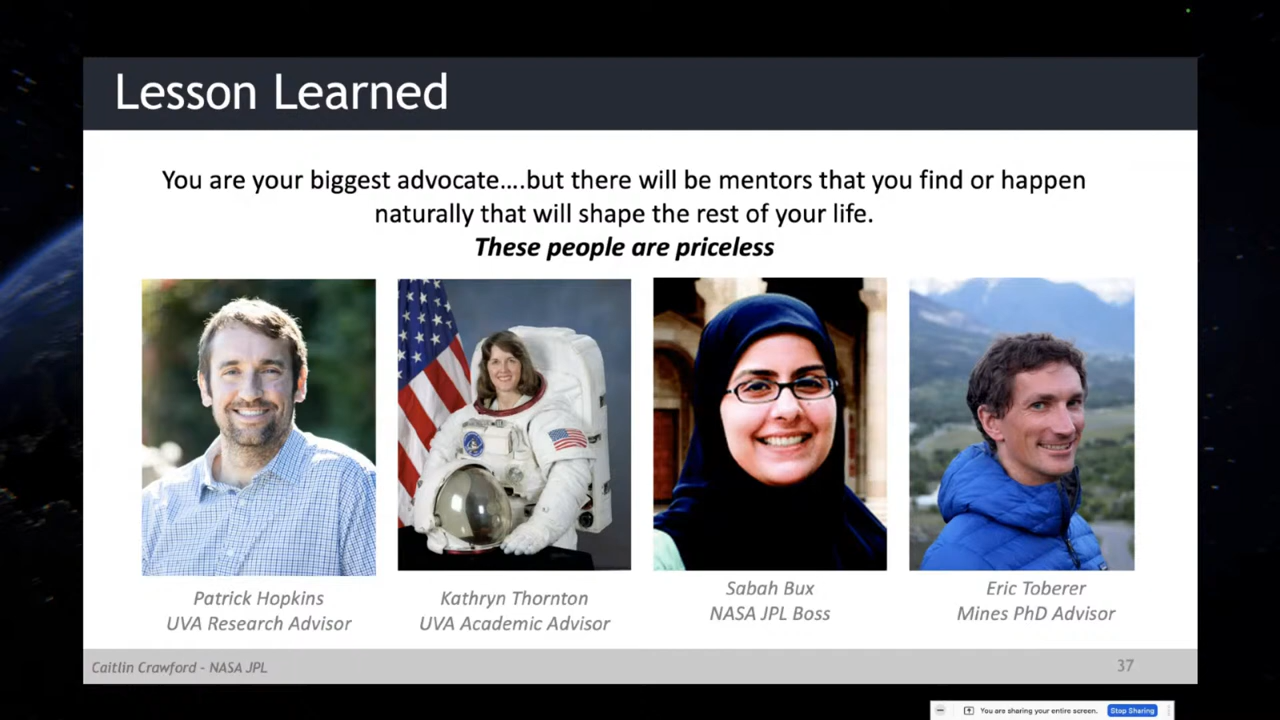 Lesson Learned
You are your biggest advocate....but there will be mentors that you find or happen
naturally that will shape the rest of your life.
These people are priceless
Patrick Hopkins
UVA Research Advisor
Kathryn Thornton
UVA Academic Advisor
Sabah Bux
NASA JPL Boss
Eric Toberer
Mines PhD Advisor
Caitlin Crawford - NASA JPL
37
You are sharing your entire screen.
Stop Sharing